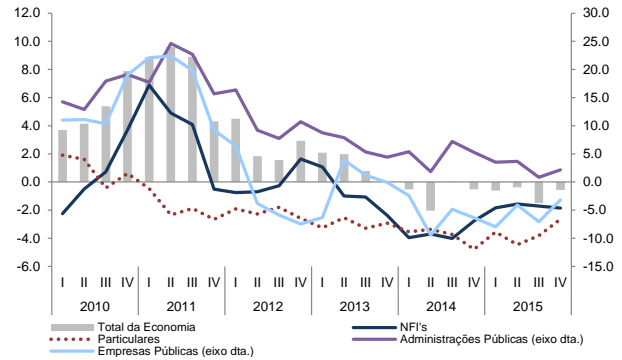 12.0 30.0
10.0 25.0
8.0 20.0
6.0 15.0
4.0 10.0
2.0 5.0
0.0 0.0
-2.0 -5.0
-4.0 -10.0
-6.0 -15.0
I II III IV I II III IV I II III IV I II III IV I II III IV I II III IV
2010 2011 2012 2013 2014 2015
Total da Economia NFI's
Particulares Administrações Públicas (eixo dta.)
Empresas Públicas (eixo dta.)